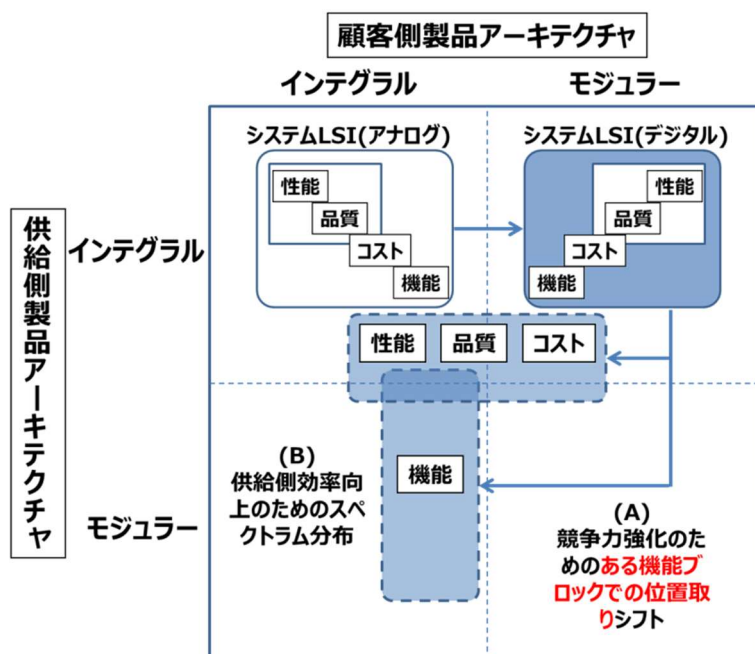 顧客側製品アーキテクチャ
インテグラル
モジュラー
供給側製品アーキテクチャ
インテグラル
モジュラー
システムLSI(アナログ)
性能
品質
コスト
機能
システムLSI(デジタル)
性能
品質
コスト
機能
性能
品質
コスト
機能
(B)
供給側効率向
上のためのスペ
クトラム分布
(A)
競争力強化のた
めのある機能ブ
ロックでの位置取
りシフト